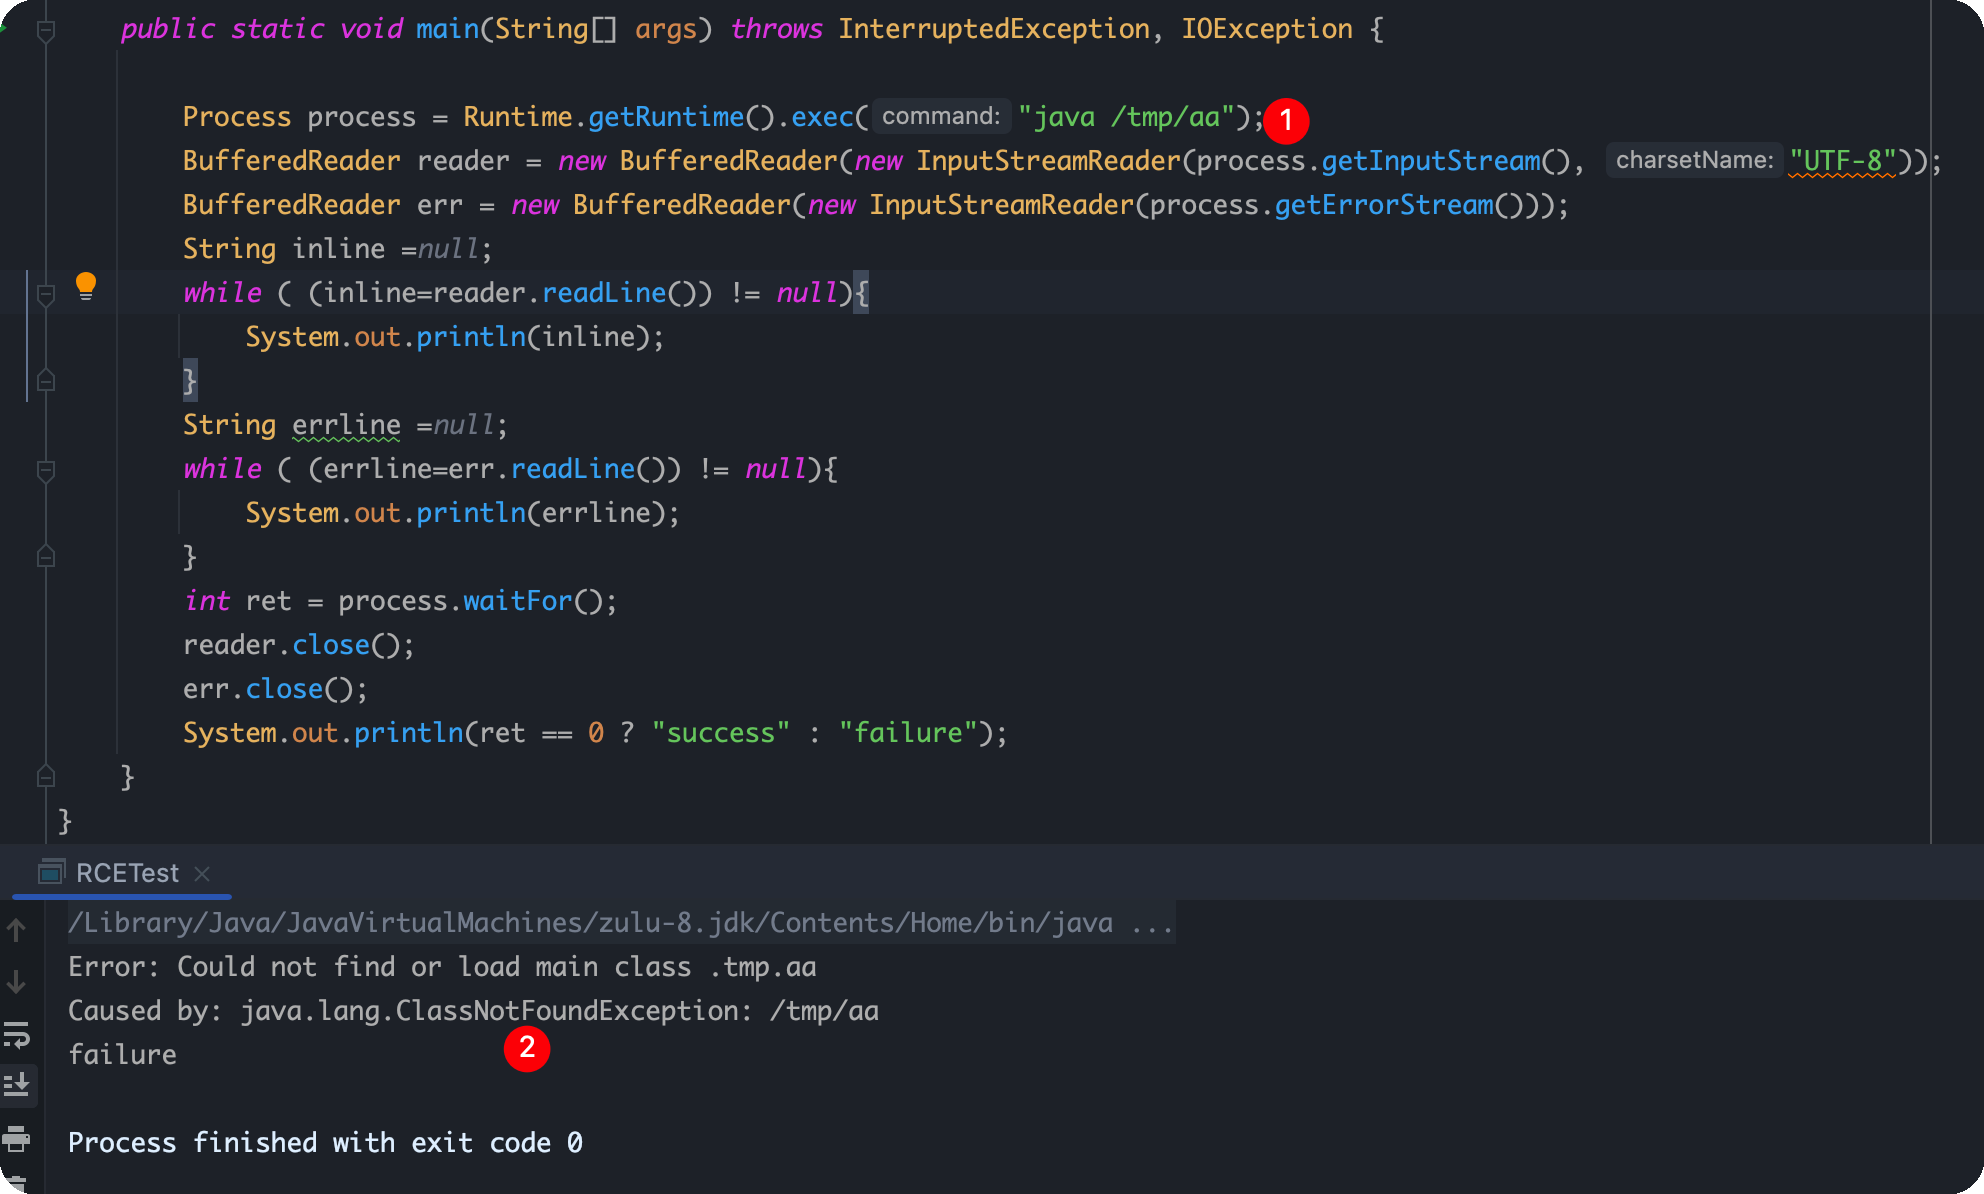 public static void main(String[] args) throws InterruptedException, IOException {
Process process = Runtime.getRuntime().exec( command: "java /tmp/aa"); 1
BufferedReader reader = new BufferedReader(new InputStreamReader(process.getInputStream(), charsetName: "UTF-8"));
BufferedReader err = new BufferedReader(new InputStreamReader(process.getErrorStream()));
String inline =null;
while ( (inline=reader.readLine()) != null){
System.out.println(inline);
}
String errline =null;
while ( (errline=err.readLine()) != null){
System.out.println(errline);
}
int ret = process.waitFor();
reader.close();
err.close();
System.out.println(ret == 0 ? "success" : "failure");
}
}
RCETest
/Library/Java/JavaVirtualMachines/zulu-8.jdk/Contents/Home/bin/java ...
Error: Could not find or load main class .tmp.aa
Caused by: java.lang.ClassNotFoundException: /tmp/aa
failure
2
Process finished with exit code 0